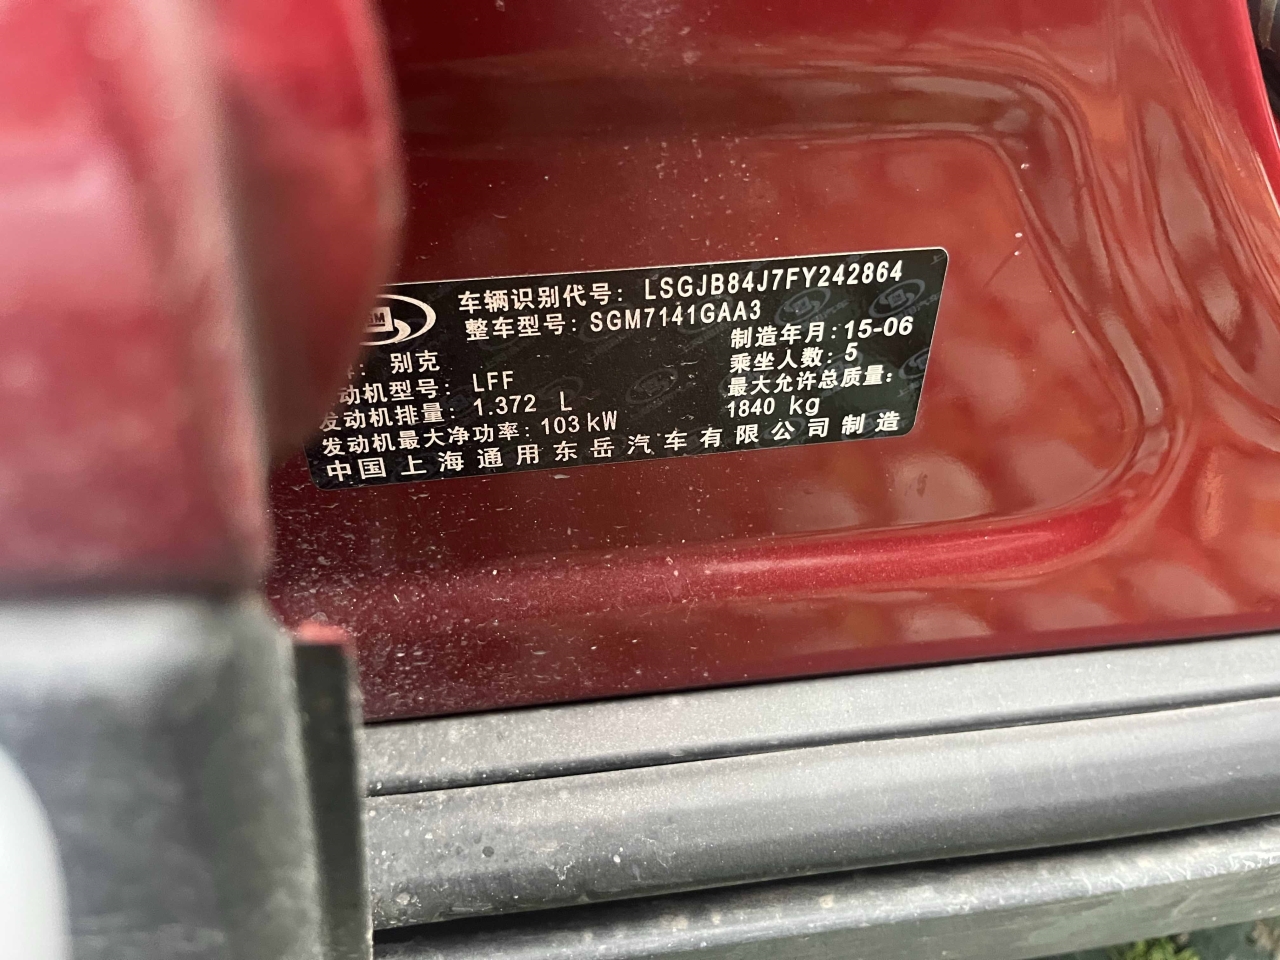 车辆识别代号：LSGJB84J7FY242864
整车型号：SGM7141GAA3
制造年月：15-06
别克
乘坐人数：5
动机型号：LFF
最大允许总质量：
发动机排量：1.372 L
1840 kg
发动机最大净功率：103 kW
中国上海通用东岳汽车有限公司制造